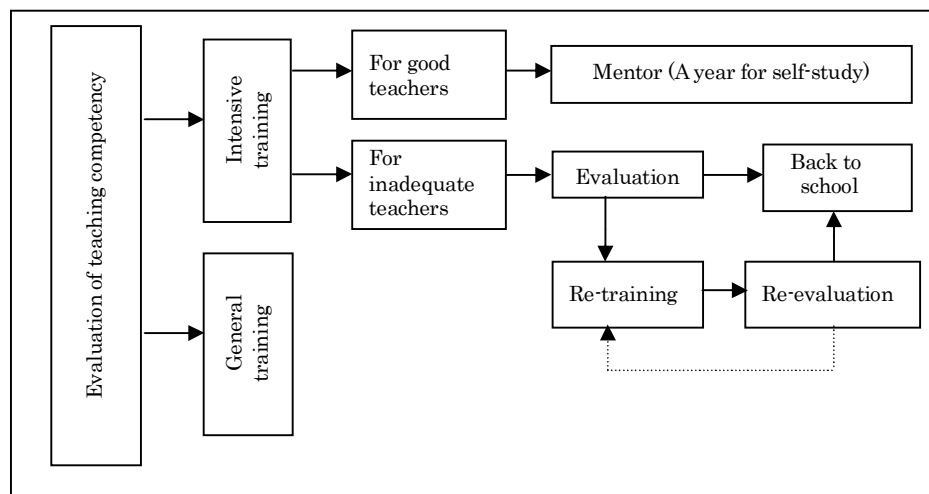 Evaluation of teaching competency
Intensive
training
For good
teachers
Mentor (A year for self-study)
For
inadequate
teachers
Evaluation
Back to
school
Re-training
Re-evaluation
General
training